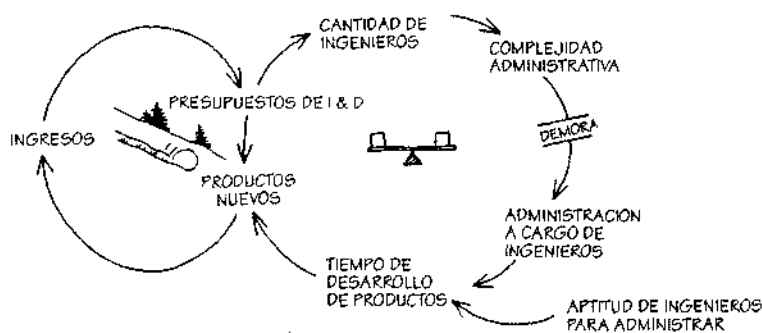 CANTIDAD DE
INGENIEROS
COMPLEJIDAD
ADMINISTRATIVA
PRESUPUESTOS DE I & D
INGRESOS
DEMORA
PRODUCTOS
NUEVOS
ADMINISTRACION
A CARGO DE
INGENIEROS
TIEMPO DE
DESARROLLO
DE PRODUCTOS
APTITUD DE INGENIEROS
PARA ADMINISTRAR